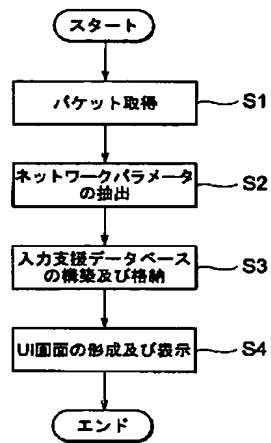 スタート
パケット取得
S1
ネットワークパラメータ
の抽出
S2
入力支援データベース
の構築及び格納
S3
UI画面の形成及び表示
S4
エンド